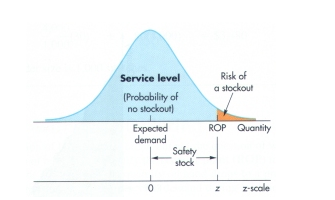 Service level
(Probability of
no stockout)
Risk of
a stockout
Expected
demand
ROP
Quantity
Safety
stock
0
z
z-scale